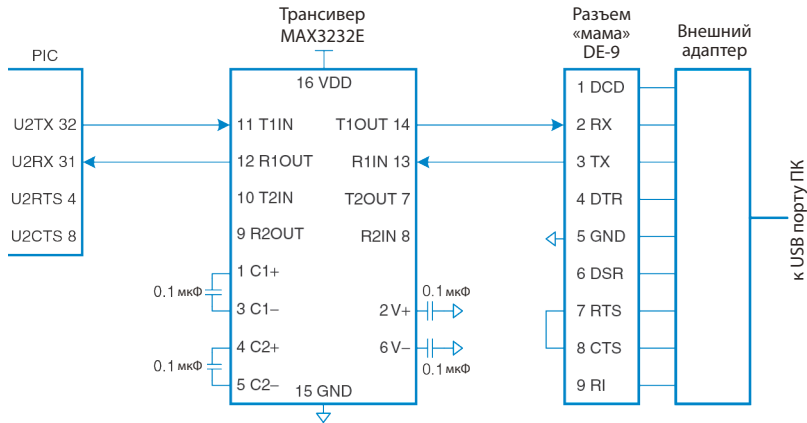 Трансивер
MAX3232E
Разъем
«мама»
DE-9
Внешний
адаптер
PIC
U2TX 32
U2RX 31
U2RTS 4
U2CTS 8
16 VDD
11 T1IN
T1OUT 14
12 R1OUT
R1IN 13
10 T2IN
T2OUT 7
9 R2OUT
R2IN 8
1 C1+
0.1 мкФ
3 C1–
2 V+
0.1 мкФ
4 C2+
6 V–
0.1 мкФ
0.1 мкФ
5 C2–
15 GND
1 DCD
2 RX
3 TX
4 DTR
5 GND
6 DSR
7 RTS
8 CTS
9 RI
к USB порту ПК